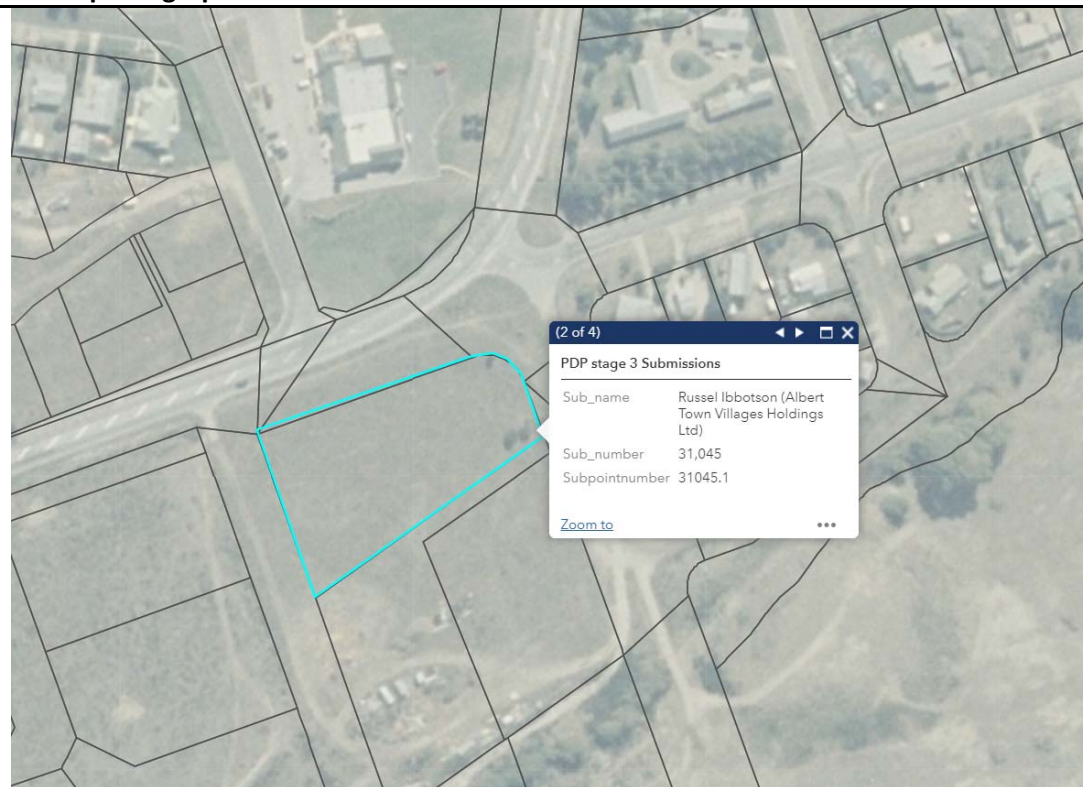 (2 of 4)
PDP stage 3 Submissions
Sub_name Russel Ibbotson (Albert
Town Villages Holdings
Ltd)
Sub_number 31,045
Subpointnumber 31045.1
Zoom to